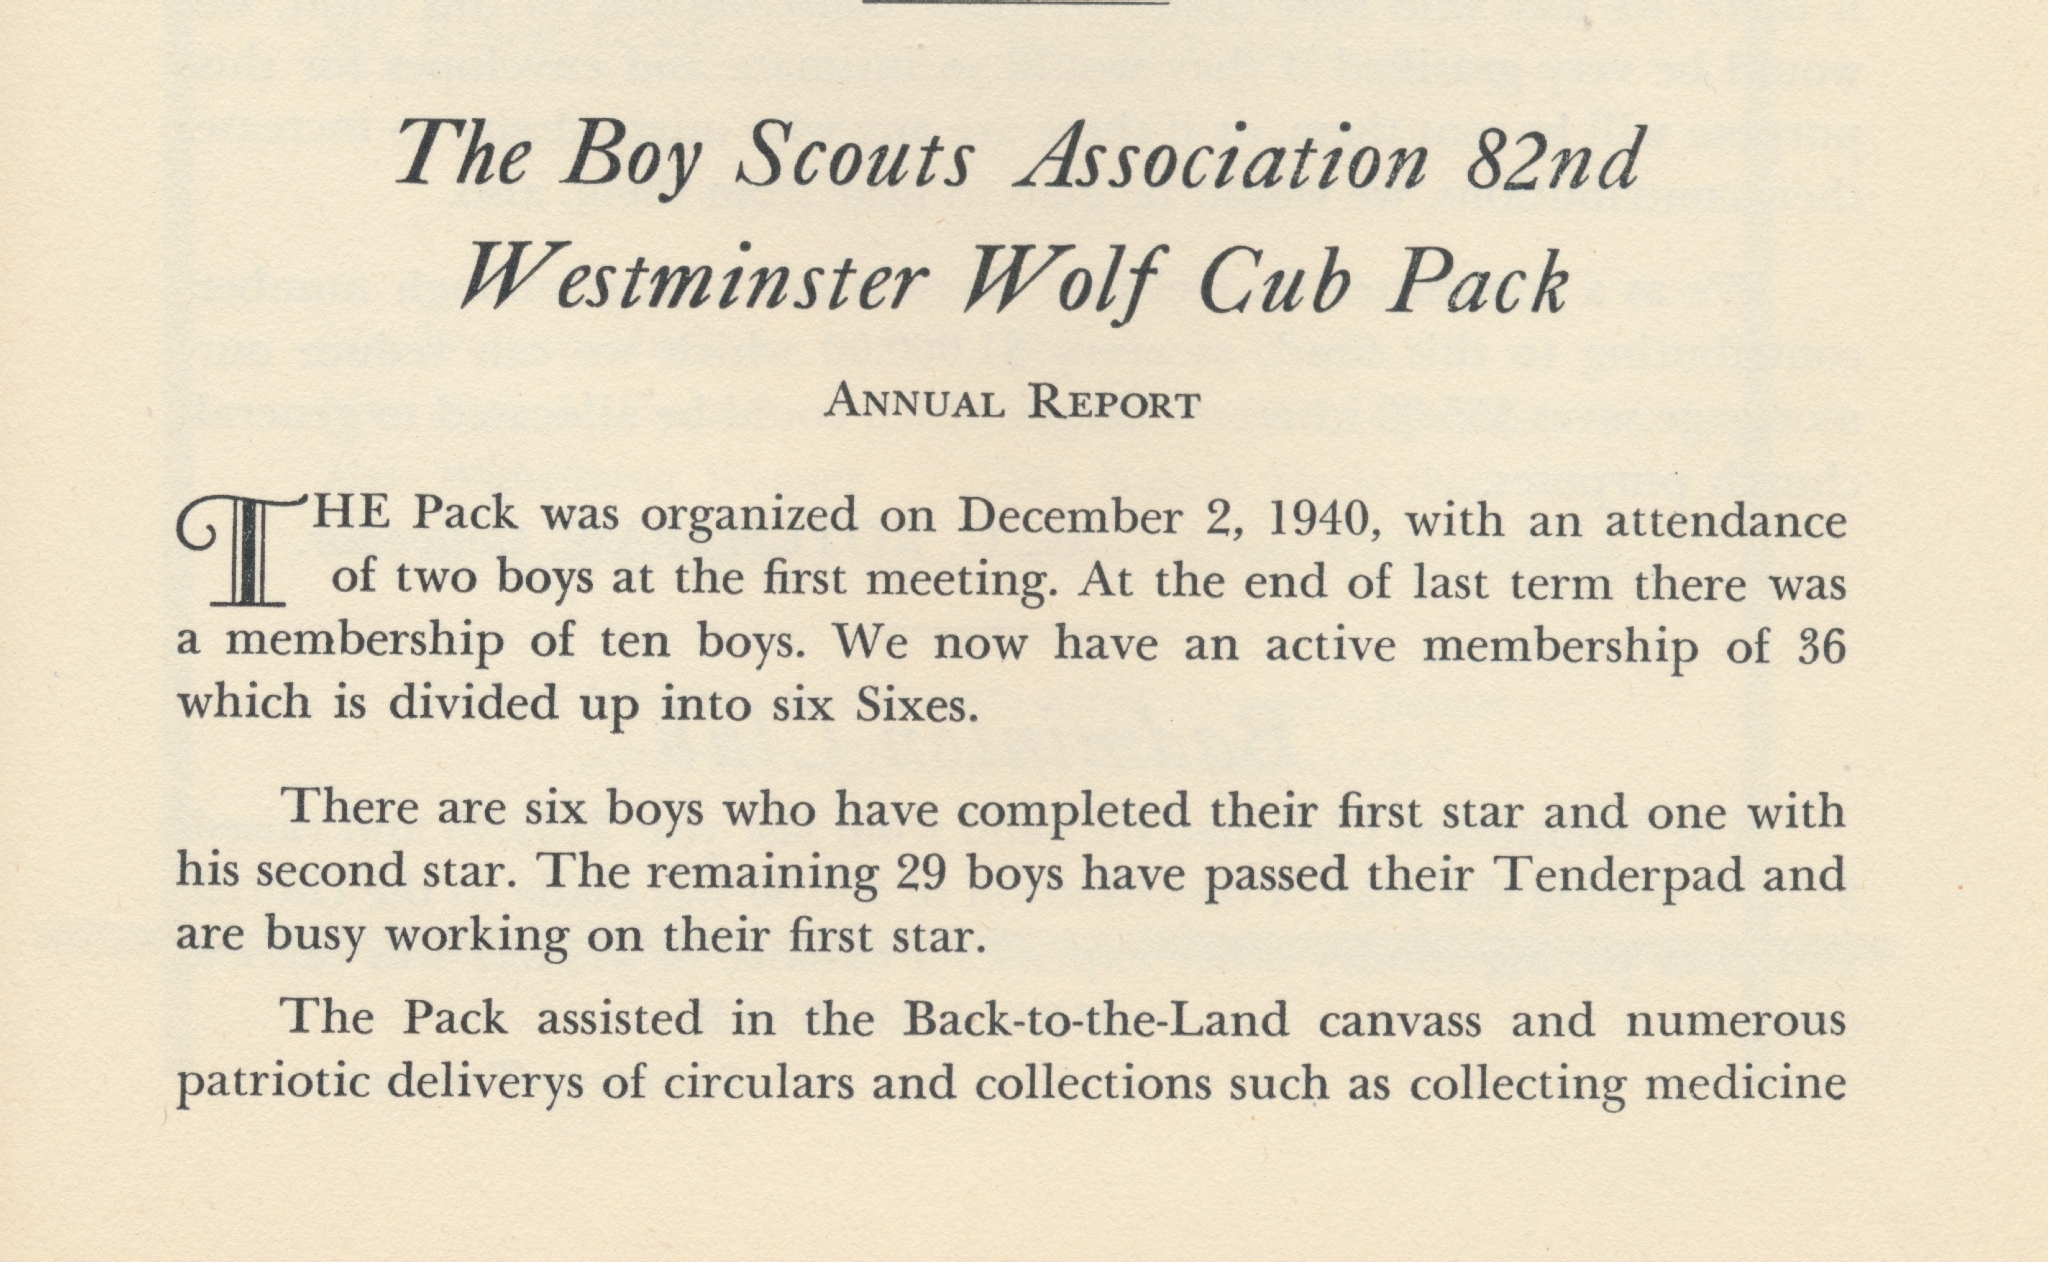 The Boy Scouts Association 82nd
Westminster Wolf Cub Pack
ANNUAL REPORT
THE Pack was organized on December 2, 1940, with an attendance
of two boys at the first meeting. At the end of last term there was
a membership of ten boys. We now have an active membership of 36
which is divided up into six Sixes.
There are six boys who have completed their first star and one with
his second star. The remaining 29 boys have passed their Tenderpad and
are busy working on their first star.
The Pack assisted in the Back-to-the-Land canvass and numerous
patriotic deliverys of circulars and collections such as collecting medicine